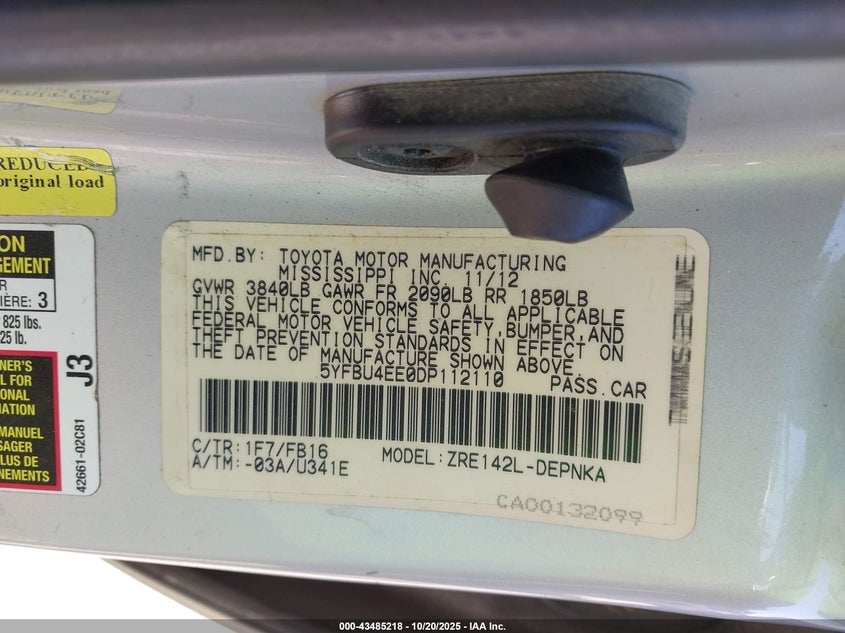 REDUCED
original load
ON
GEMENT
R
IÈRE: 3
825 lbs.
25 lb.
NER'S
L FOR
ONAL
MATION
MANUEL
SAGER
LUS DE
NEMENTS
J3
42661-02C81
MFD.BY: TOYOTA MOTOR MANUFACTURING
MISSISSIPPI INC. 11/12
GVWR 3840LB GAWR FR 2090LB RR 1850LB
THIS VEHICLE CONFORMS TO ALL APPLICABLE
FEDERAL MOTOR VEHICLE SAFETY,BUMPER,AND
THEFT PREVENTION STANDARDS IN EFFECT ON
THE DATE OF MANUFACTURE SHOWN ABOVE.
5YFBU4EE0DP112110 PASS.CAR
C/TR:1F7/FB16
A/TM:-03A/U341E
MODEL:ZRE142L-DEPNKA
CA00132099
000-43485218 - 10/20/2025 - IAA Inc.